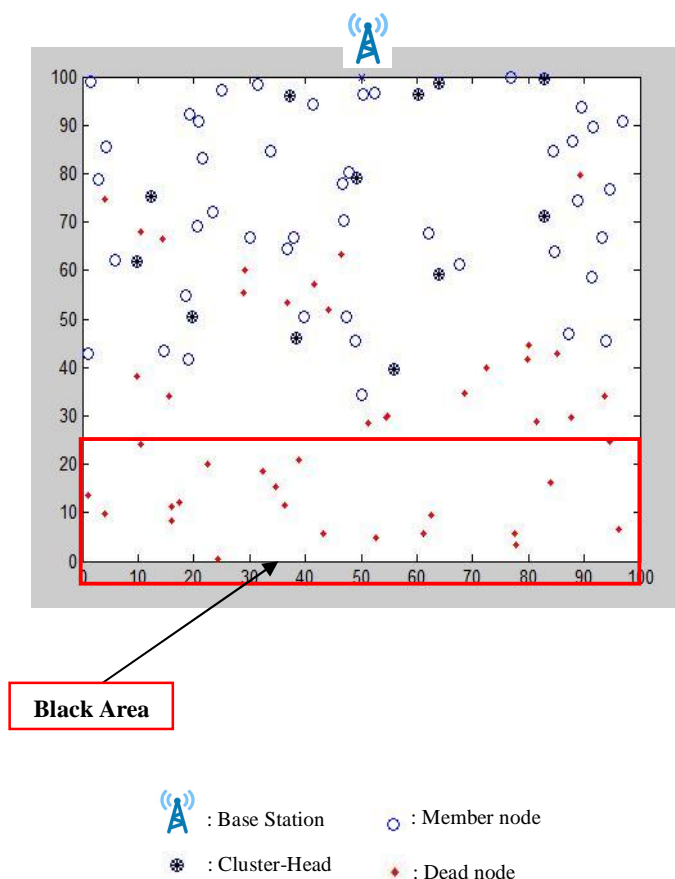 100
90
80
70
60
50
40
30
20
10
0
0 10 20 30 40 50 60 70 80 90 100
Black Area
: Base Station : Member node
: Cluster-Head : Dead node